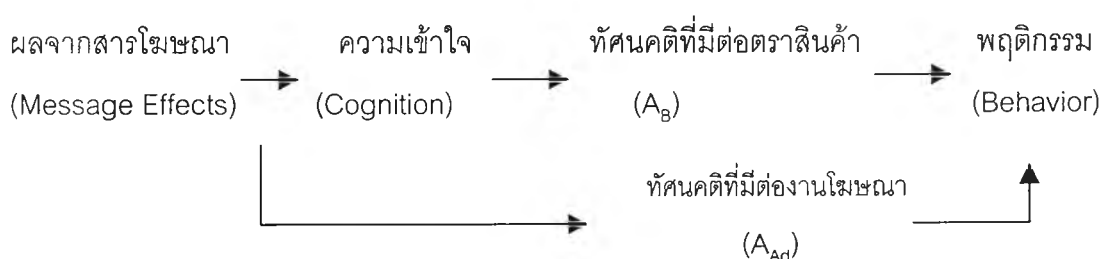 ผลจากสารโฆษณา ความเข้าใจ ทัศนคติที่มีต่อตราสินค้า พฤติกรรม
(Message Effects) (Cognition) (A_B) (Behavior)
ทัศนคติที่มีต่องานโฆษณา
(A_Ad)